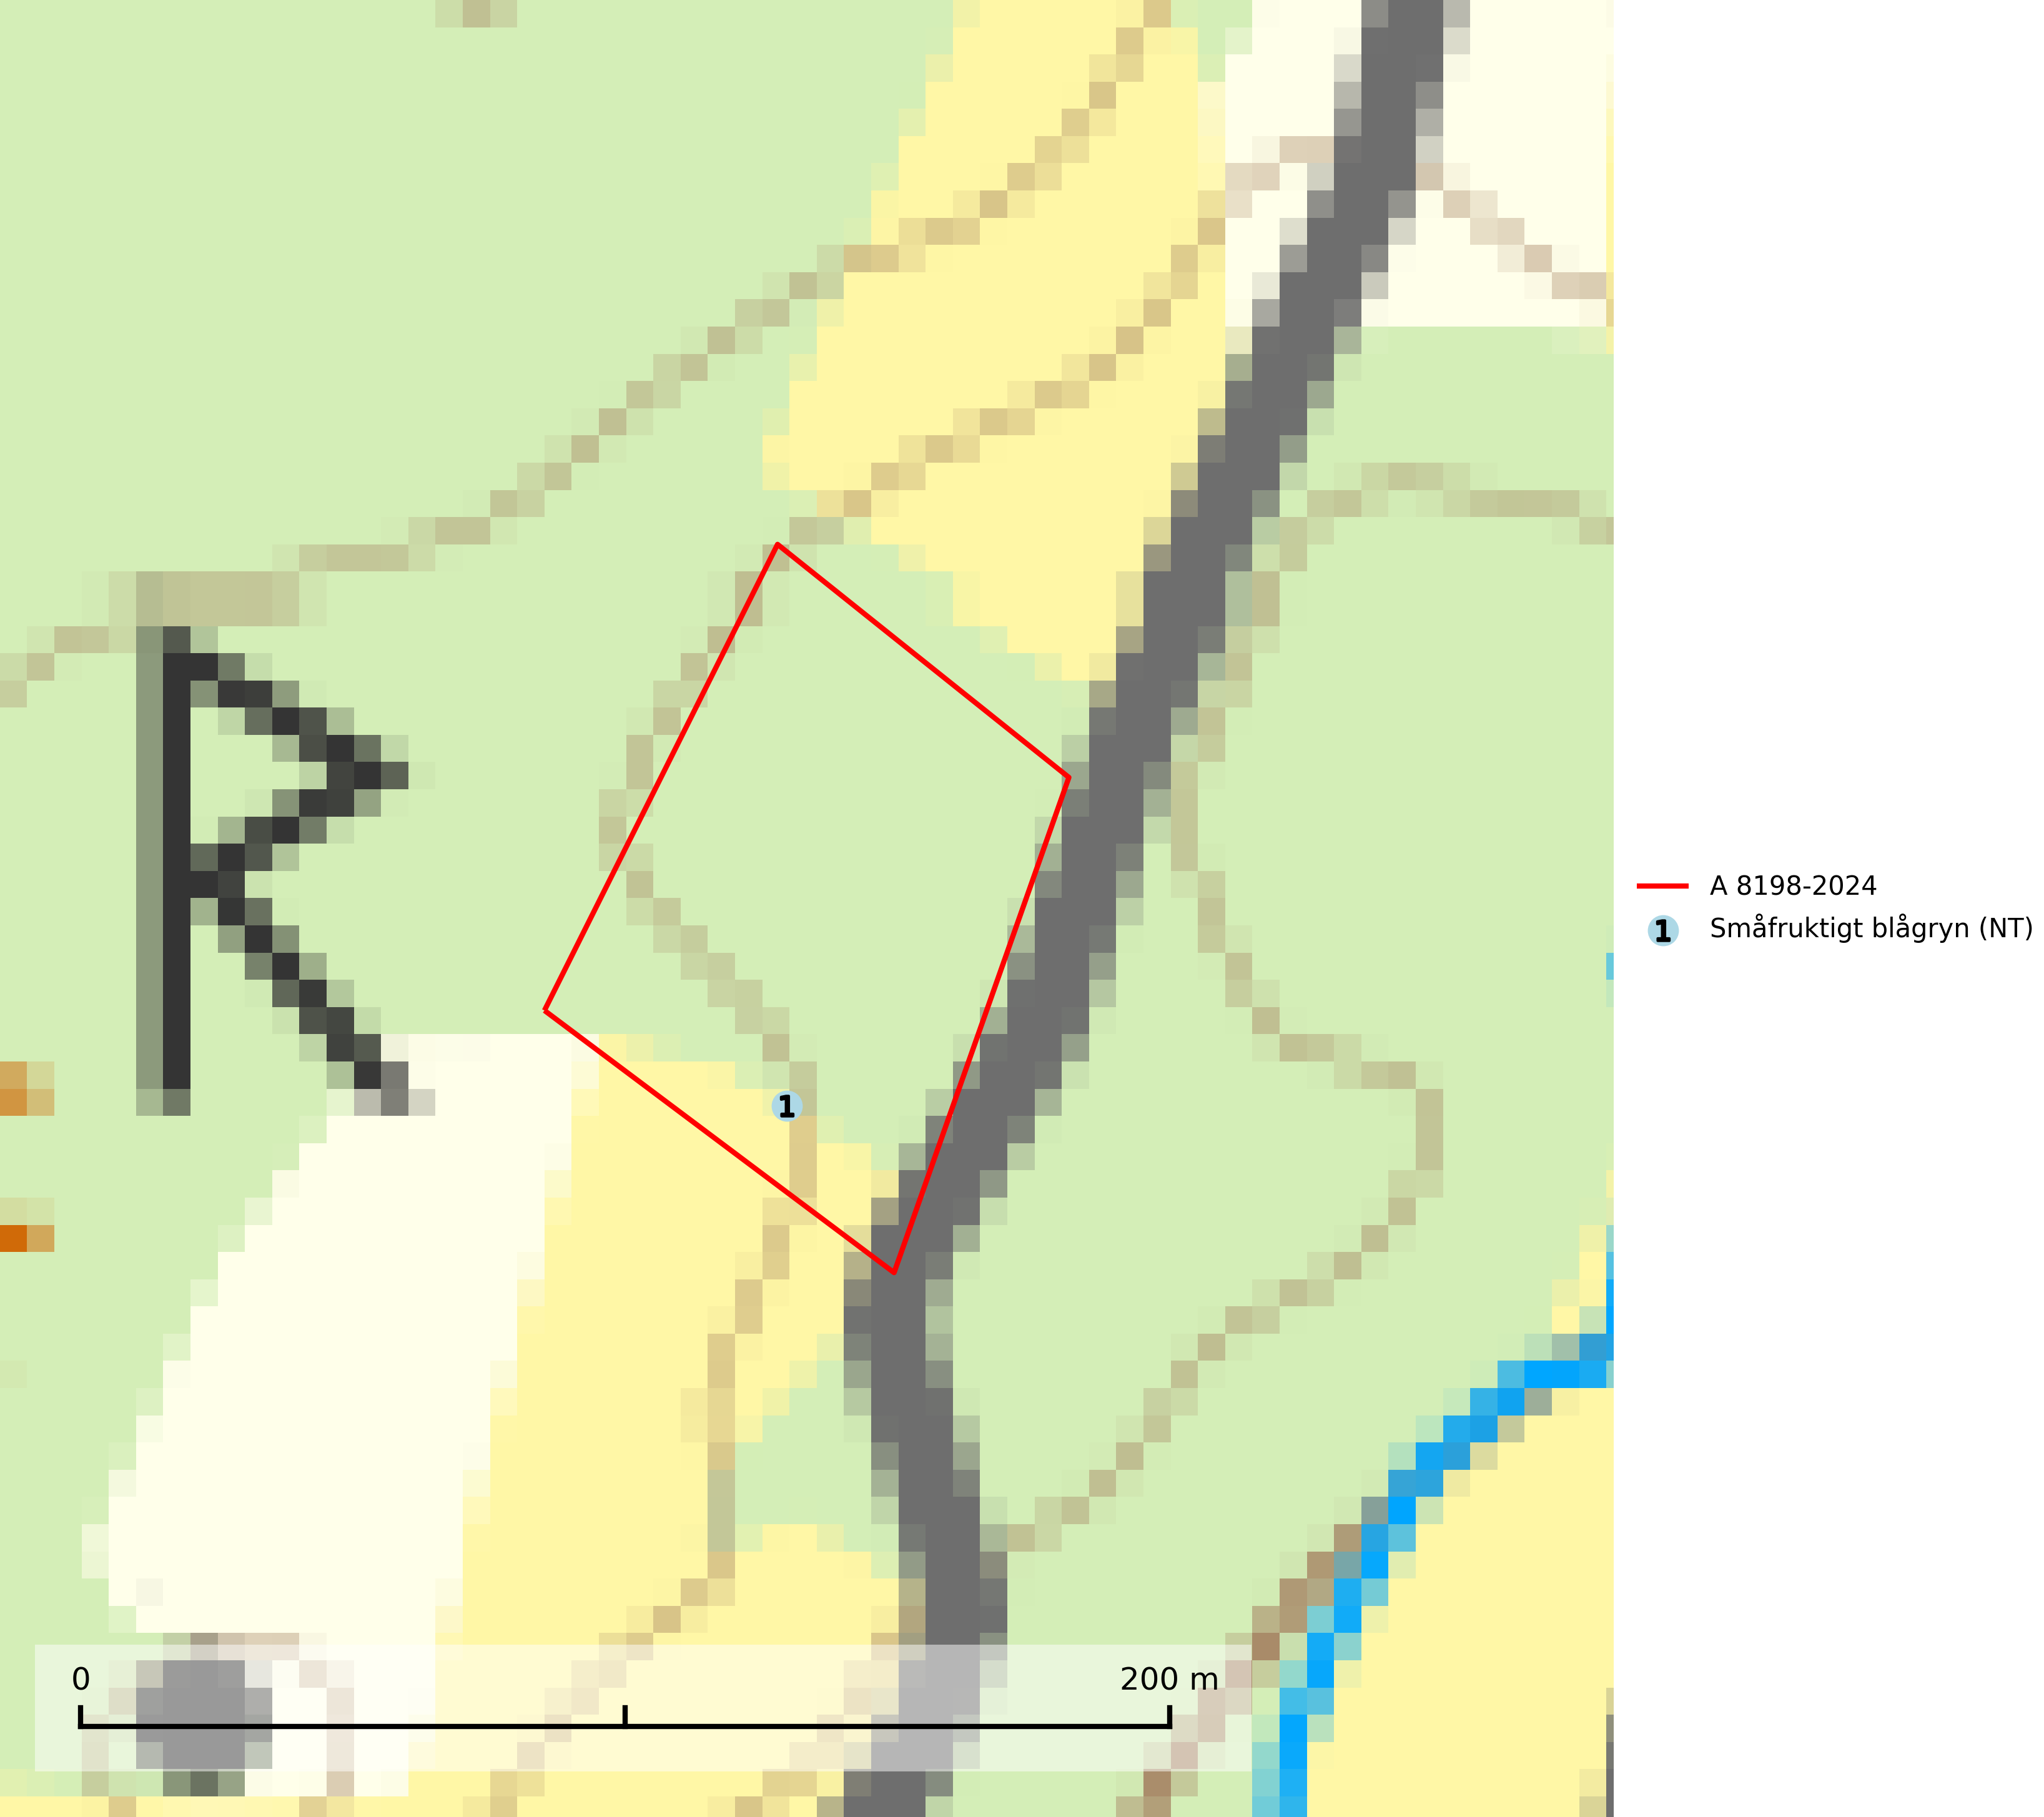 R
A 8198-2024
1 Småfruktigt blågryn (NT)
1
0 200 m